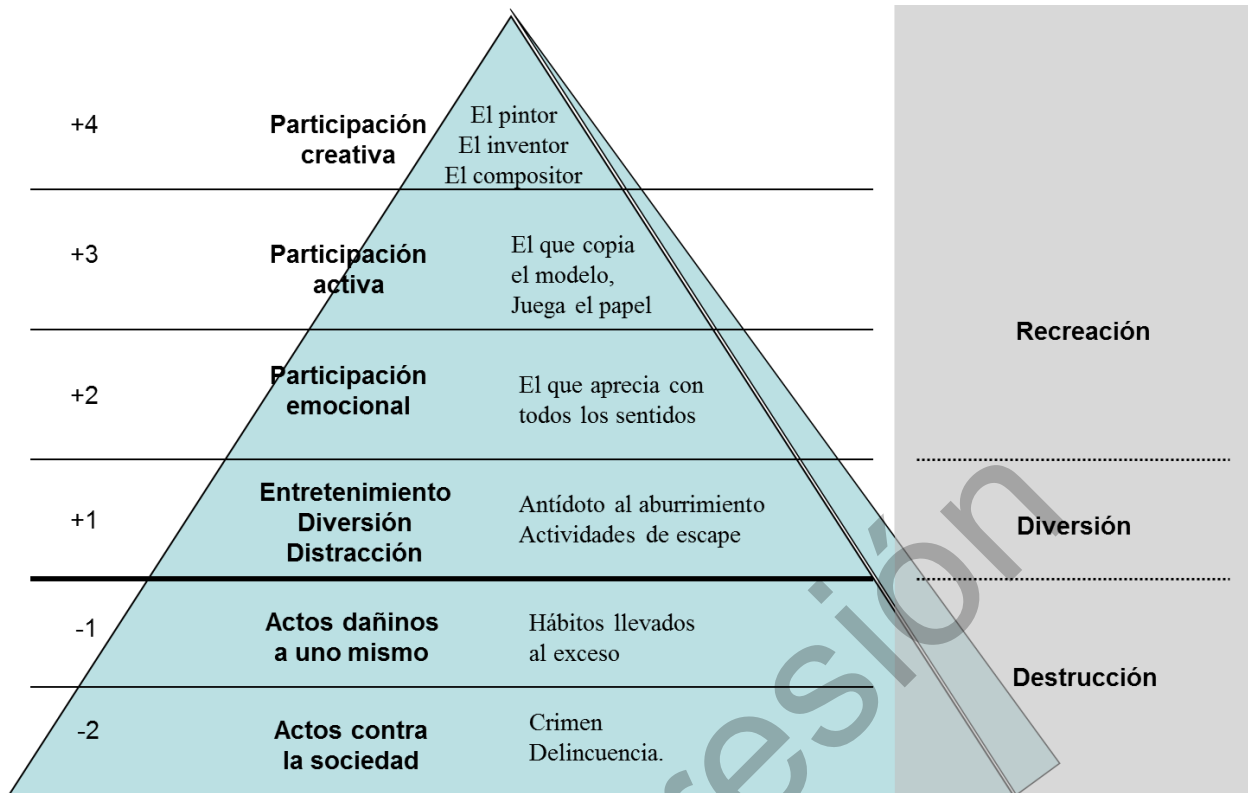 +4
Participación
creativa
El pintor
El inventor
El compositor
+3
Participación
activa
El que copia
el modelo,
Juega el papel
Recreación
+2
Participación
emocional
El que aprecia con
todos los sentidos
+1
Entretenimiento
Diversión
Distracción
Antídoto al aburrimiento
Actividades de escape
Diversión
-1
Actos dañinos
a uno mismo
Hábitos llevados
al exceso
Destrucción
-2
Actos contra
la sociedad
Crimen
Delincuencia.
resión